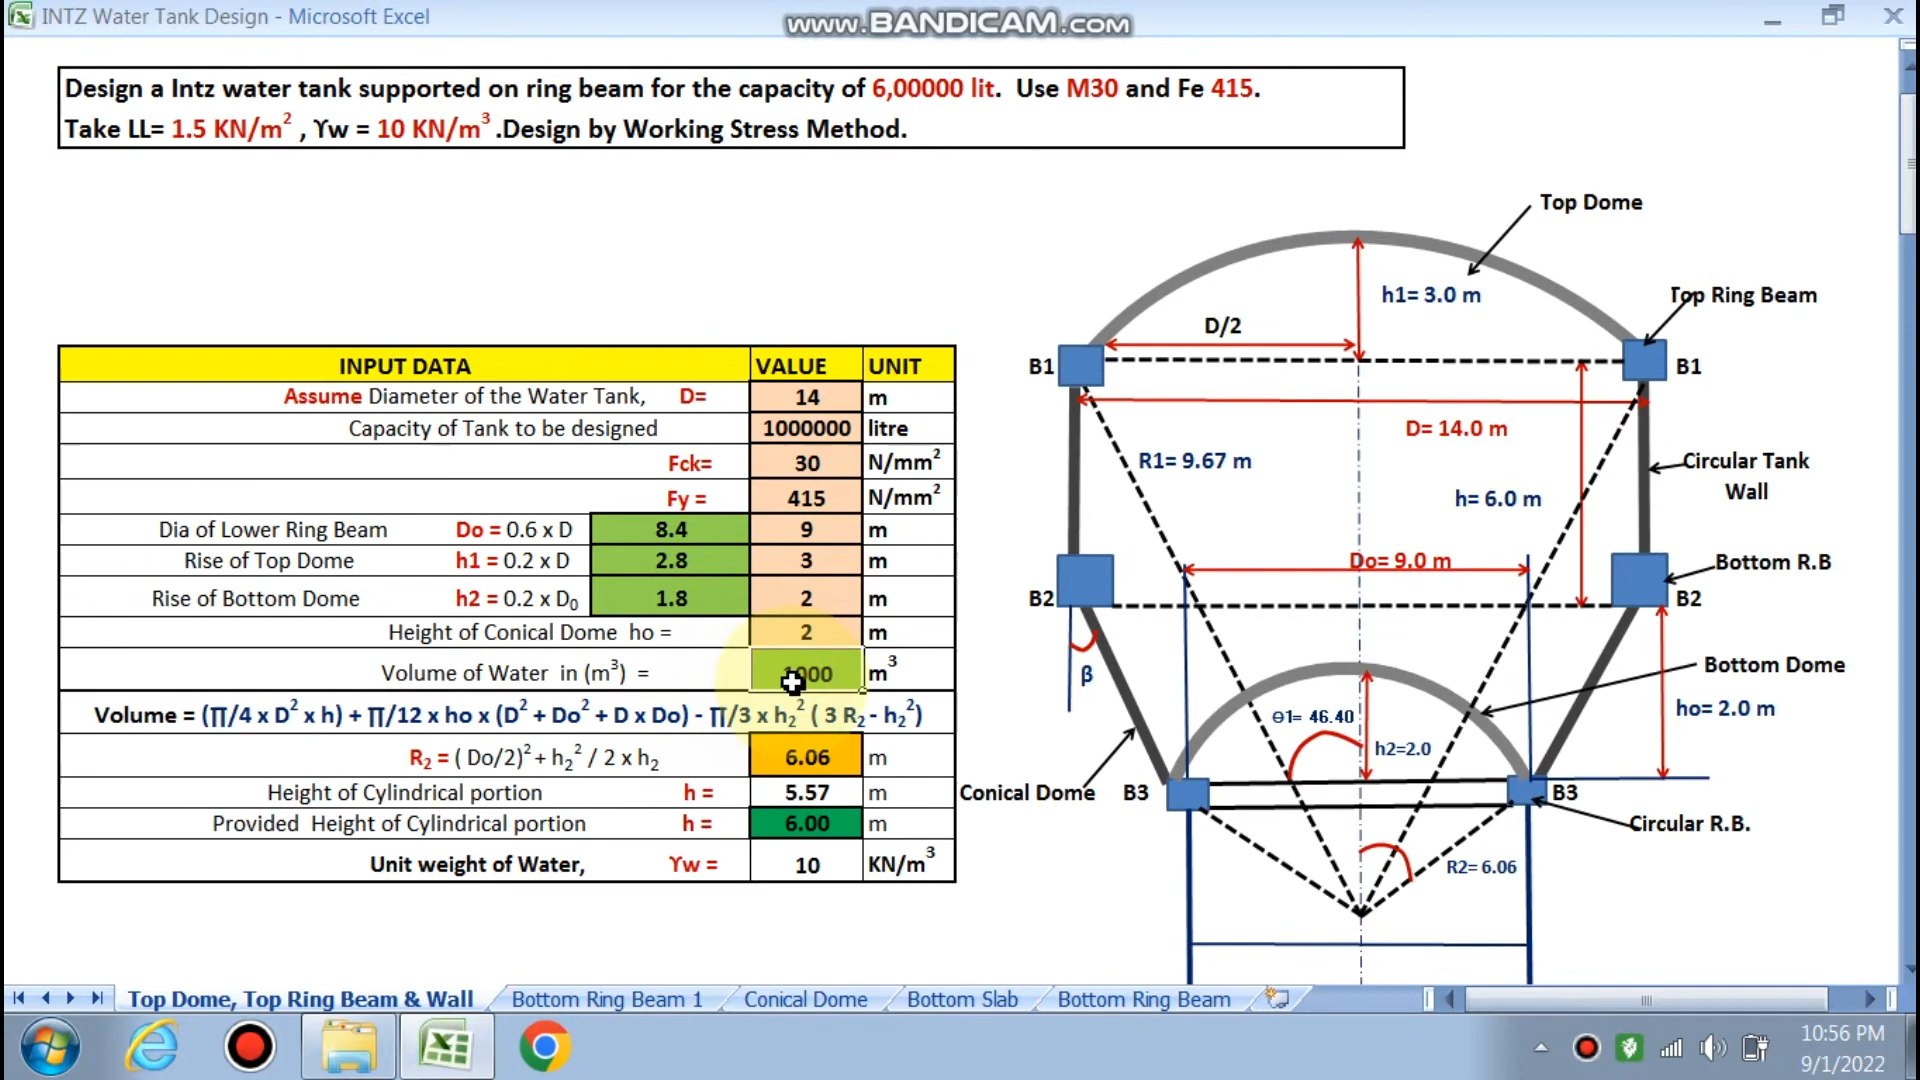 INTZ Water Tank Design - Microsoft Excel
www.BANDICAM.com
Design a Intz water tank supported on ring beam for the capacity of 6,00000 lit. Use M30 and Fe 415.
Take LL= 1.5 KN/m² , ϒw = 10 KN/m³ .Design by Working Stress Method.
INPUT DATA VALUE UNIT
Assume Diameter of the Water Tank, D= 14 m
Capacity of Tank to be designed 1000000 litre
Fck= 30 N/mm²
Fy = 415 N/mm²
Dia of Lower Ring Beam Do = 0.6 x D 8.4 9 m
Rise of Top Dome h1 = 0.2 x D 2.8 3 m
Rise of Bottom Dome h2 = 0.2 x D₀ 1.8 2 m
Height of Conical Dome ho = 2 m
Volume of Water in (m³) = 1000 m³
Volume = (∏/4 x D² x h) + ∏/12 x ho x (D² + Do² + D x Do) - ∏/3 x h₂² ( 3 R₂ - h₂²)
R₂ = ( Do/2)² + h₂² / 2 x h₂ 6.06 m
Height of Cylindrical portion h = 5.57 m
Provided Height of Cylindrical portion h = 6.00 m
Unit weight of Water, ϒw = 10 KN/m³
Top Dome
h1= 3.0 m
Top Ring Beam
D/2
B1
B1
D= 14.0 m
R1= 9.67 m
Circular Tank
Wall
h= 6.0 m
Do= 9.0 m
Bottom R.B
B2
B2
β
Bottom Dome
ho= 2.0 m
ϴ1= 46.40
h2=2.0
Conical Dome
B3
B3
Circular R.B.
R2= 6.06
Top Dome, Top Ring Beam & Wall
Bottom Ring Beam 1
Conical Dome
Bottom Slab
Bottom Ring Beam
10:56 PM
9/1/2022